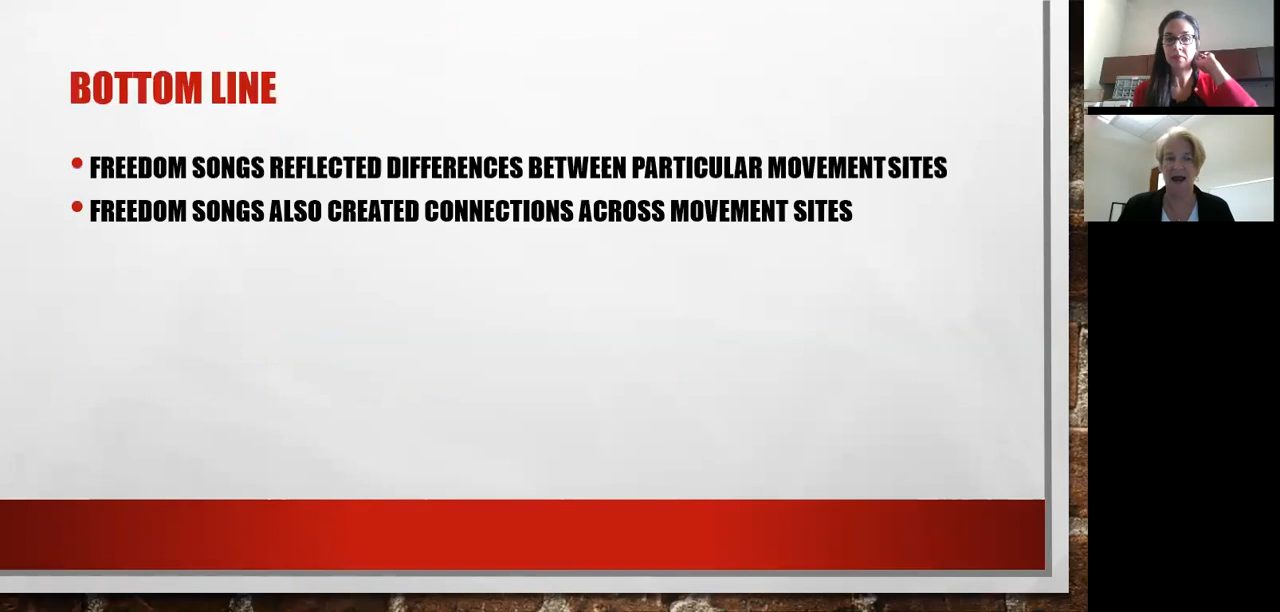 BOTTOM LINE
• FREEDOM SONGS REFLECTED DIFFERENCES BETWEEN PARTICULAR MOVEMENT SITES
• FREEDOM SONGS ALSO CREATED CONNECTIONS ACROSS MOVEMENT SITES